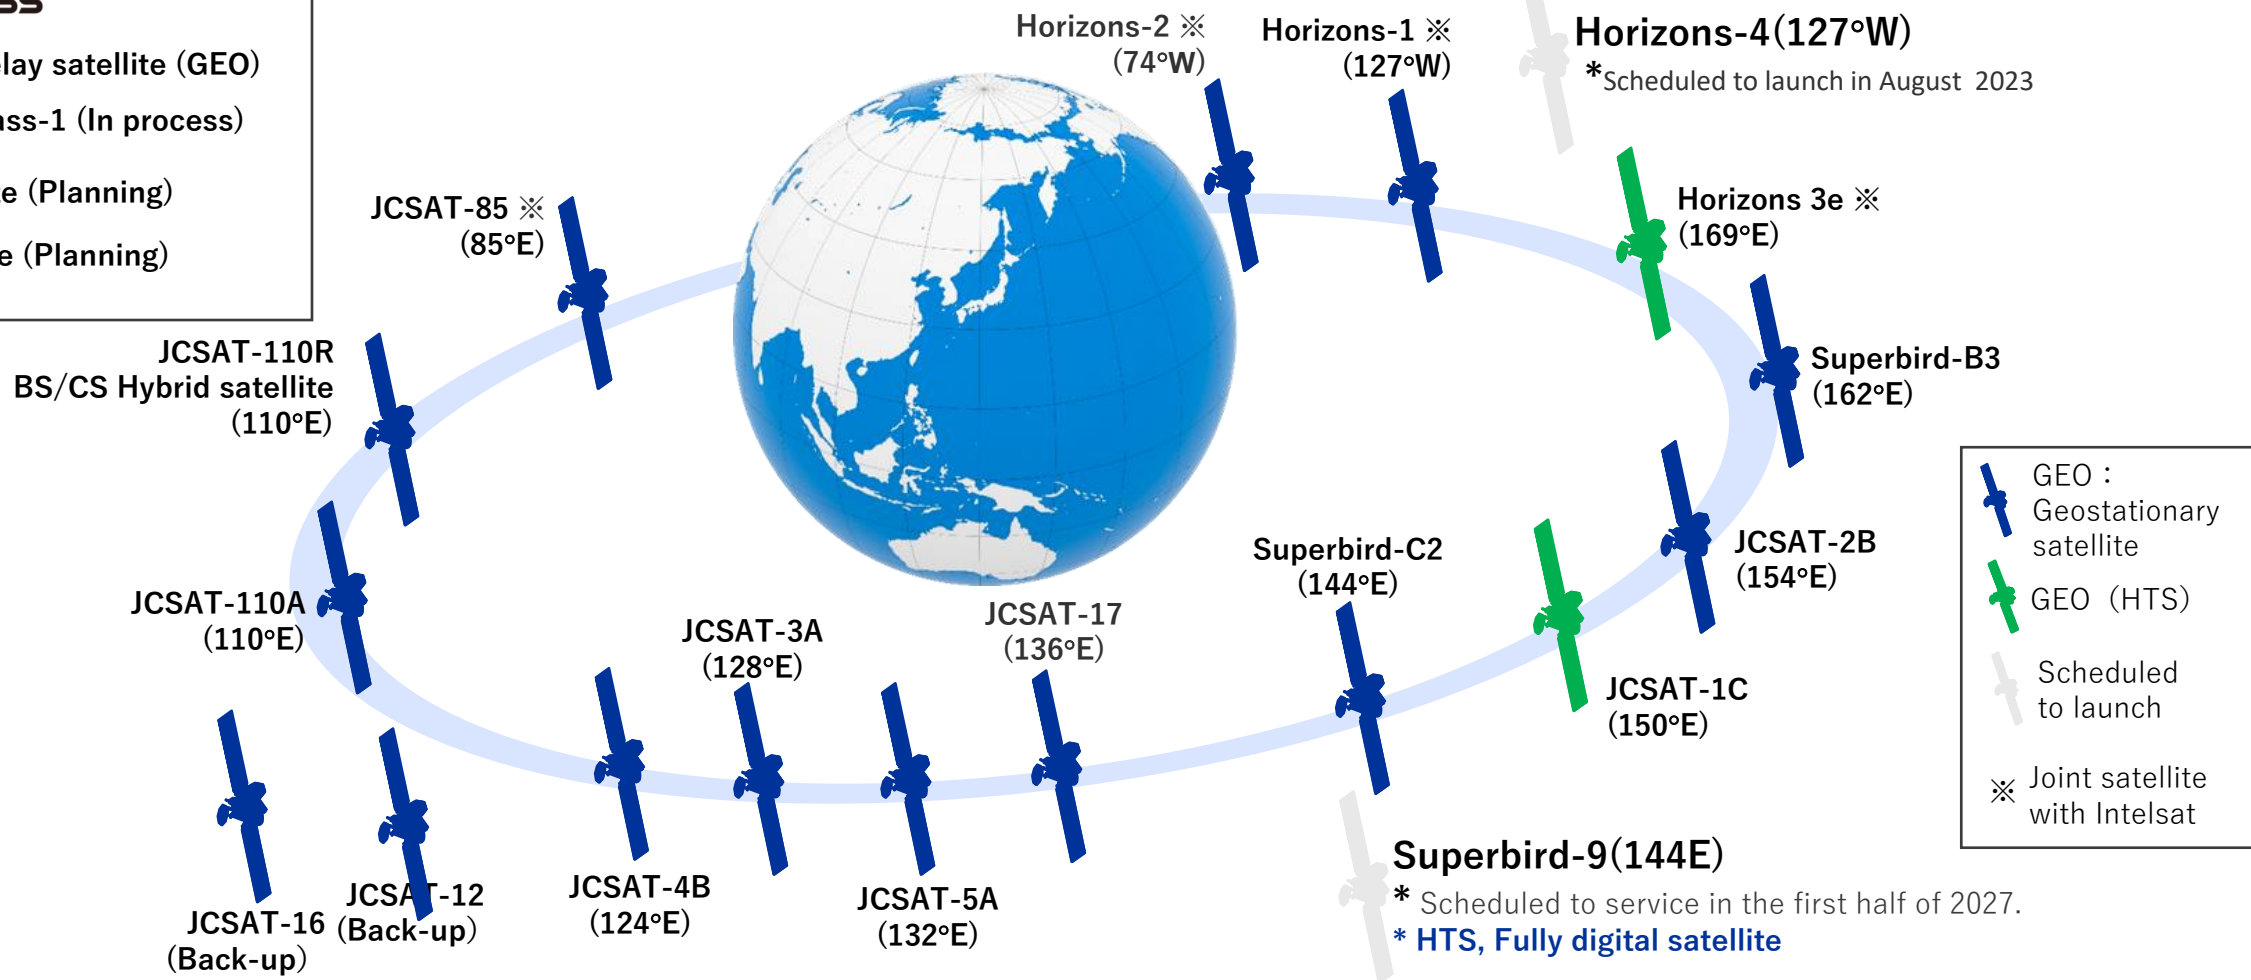 satellite (GEO)
(In process)
(Planning)
(Planning)
Horizons-2 ※
(74°W)
Horizons-1 ※
(127°W)
Horizons-4(127°W)
*Scheduled to launch in August 2023
JCSAT-85 ※
(85°E)
Horizons 3e ※
(169°E)
JCSAT-110R
BS/CS Hybrid satellite
(110°E)
Superbird-B3
(162°E)
JCSAT-2B
(154°E)
Superbird-C2
(144°E)
JCSAT-110A
(110°E)
JCSAT-3A
(128°E)
JCSAT-17
(136°E)
JCSAT-1C
(150°E)
JCSAT-16
(Back-up)
JCSAT-12
(Back-up)
JCSAT-4B
(124°E)
JCSAT-5A
(132°E)
Superbird-9(144E)
* Scheduled to service in the first half of 2027.
* HTS, Fully digital satellite
GEO :
Geostationary
satellite
GEO (HTS)
Scheduled
to launch
※ Joint satellite
with Intelsat